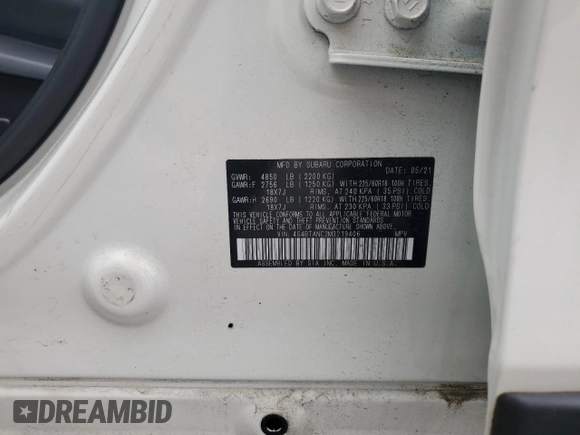 MFD BY SUBARU CORPORATION DATE: 05/21
GVWR: 4850 LB (2200 KG)
GAWR:F 2756 LB (1250 KG) WITH 225/60R18 100H TIRES,
18X7J RIMS, AT 240 KPA (35 PSI) COLD
GAWR:R 2690 LB (1220 KG) WITH 225/60R18 100H TIRES,
18X7J RIMS, AT 230 KPA (33 PSI) COLD
THIS VEHICLE CONFORMS TO ALL APPLICABLE FEDERAL MOTOR
VEHICLE SAFETY STANDARDS IN EFFECT ON THE
DATE OF MANUFACTURE SHOWN ABOVE.
VIN: 4S4BTANC2M3219406 MPV
ASSEMBLED BY SIA INC. MADE IN U.S.A.
DREAMBID